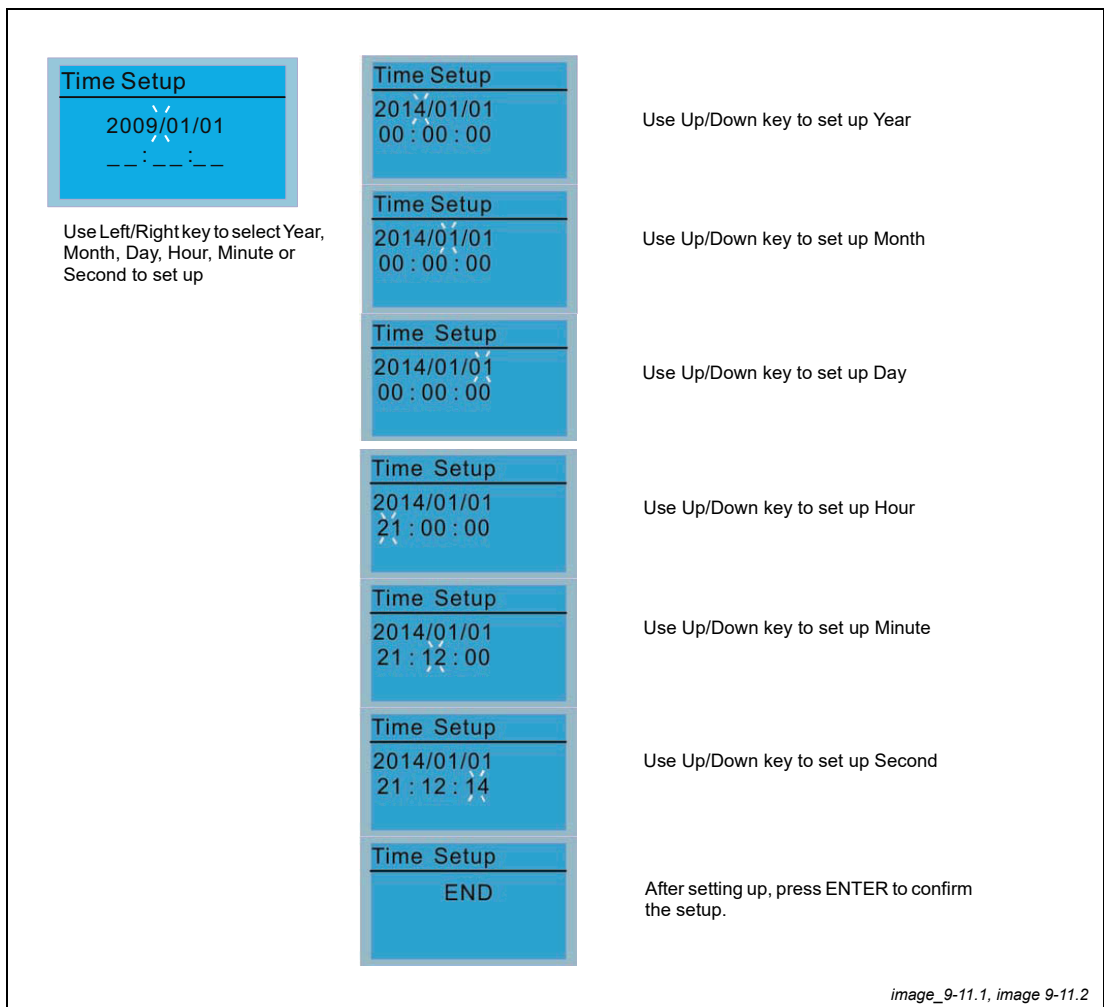 Time Setup
2009/01/01
_ _ : _ _ : _ _
Use Left/Right key to select Year,
Month, Day, Hour, Minute or
Second to set up
Time Setup
2014/01/01
00 : 00 : 00
Use Up/Down key to set up Year
Time Setup
2014/01/01
00 : 00 : 00
Use Up/Down key to set up Month
Time Setup
2014/01/01
00 : 00 : 00
Use Up/Down key to set up Day
Time Setup
2014/01/01
21 : 00 : 00
Use Up/Down key to set up Hour
Time Setup
2014/01/01
21 : 12 : 00
Use Up/Down key to set up Minute
Time Setup
2014/01/01
21 : 12 : 14
Use Up/Down key to set up Second
Time Setup
END
After setting up, press ENTER to confirm
the setup.
image_9-11.1, image 9-11.2